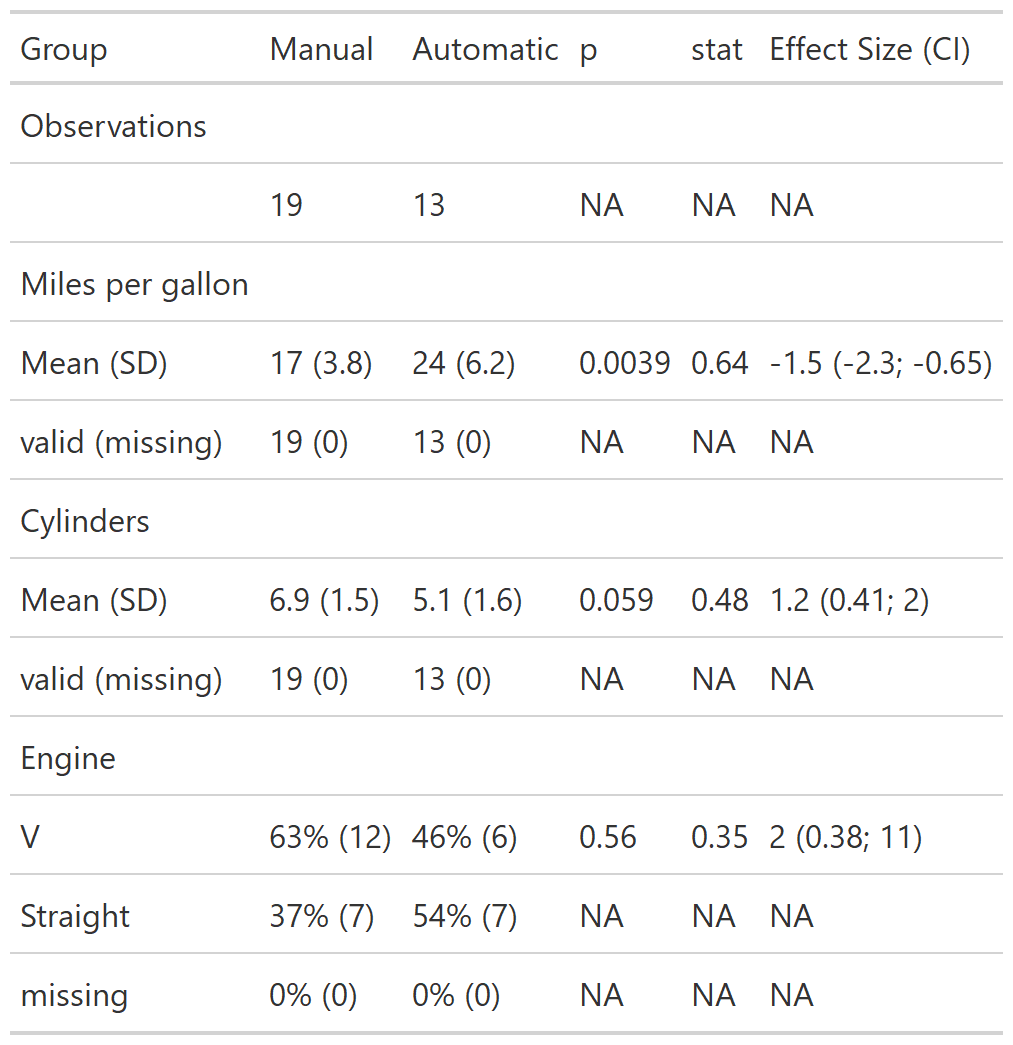 Group Manual Automatic p stat Effect Size (CI)
Observations
19 13 NA NA NA
Miles per gallon
Mean (SD) 17 (3.8) 24 (6.2) 0.0039 0.64 -1.5 (-2.3; -0.65)
valid (missing) 19 (0) 13 (0) NA NA NA
Cylinders
Mean (SD) 6.9 (1.5) 5.1 (1.6) 0.059 0.48 1.2 (0.41; 2)
valid (missing) 19 (0) 13 (0) NA NA NA
Engine
V 63% (12) 46% (6) 0.56 0.35 2 (0.38; 11)
Straight 37% (7) 54% (7) NA NA NA
missing 0% (0) 0% (0) NA NA NA